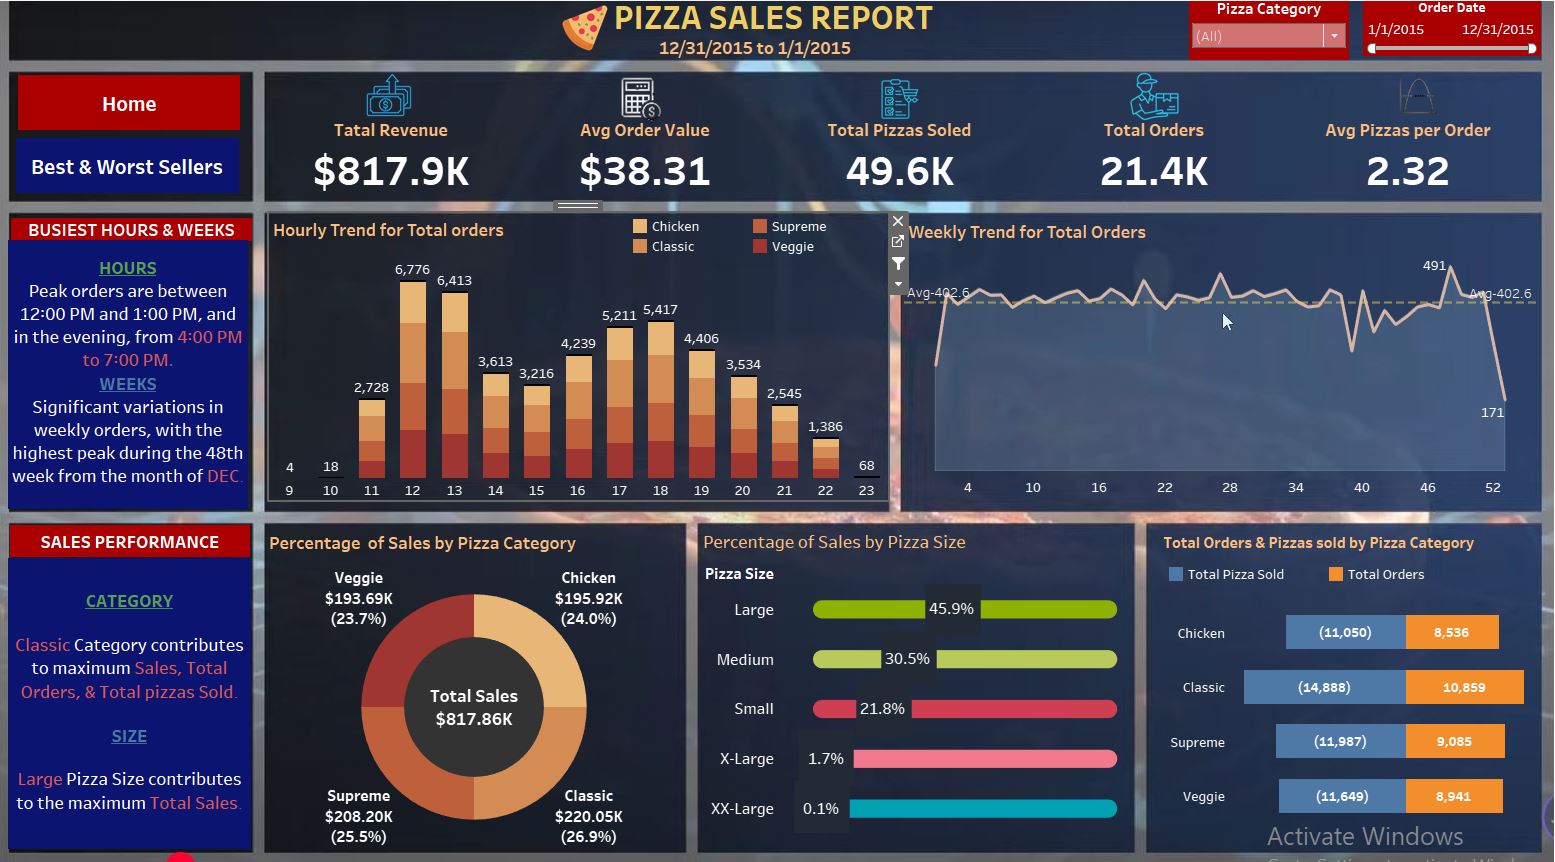 PIZZA SALES REPORT
12/31/2015 to 1/1/2015
Pizza Category
(All)
Order Date
1/1/2015 12/31/2015
Home
Best & Worst Sellers
Tatal Revenue
$817.9K
Avg Order Value
$38.31
Total Pizzas Soled
49.6K
Total Orders
21.4K
Avg Pizzas per Order
2.32
BUSIEST HOURS & WEEKS
HOURS
Peak orders are between
12:00 PM and 1:00 PM, and
in the evening, from 4:00 PM
to 7:00 PM.
WEEKS
Significant variations in
weekly orders, with the
highest peak during the 48th
week from the month of DEC.
Hourly Trend for Total orders
Chicken Supreme
Classic Veggie
4 18 2,728 6,776 6,413 3,613 3,216 4,239 5,211 5,417 4,406 3,534 2,545 1,386 68
9 10 11 12 13 14 15 16 17 18 19 20 21 22 23
Weekly Trend for Total Orders
491
Avg-402.6 Avg-402.6
171
4 10 16 22 28 34 40 46 52
SALES PERFORMANCE
CATEGORY
Classic Category contributes
to maximum Sales, Total
Orders, & Total pizzas Sold.
SIZE
Large Pizza Size contributes
to the maximum Total Sales.
Percentage of Sales by Pizza Category
Veggie
$193.69K
(23.7%)
Chicken
$195.92K
(24.0%)
Total Sales
$817.86K
Supreme
$208.20K
(25.5%)
Classic
$220.05K
(26.9%)
Percentage of Sales by Pizza Size
Pizza Size
Large 45.9%
Medium 30.5%
Small 21.8%
X-Large 1.7%
XX-Large 0.1%
Total Orders & Pizzas sold by Pizza Category
Total Pizza Sold Total Orders
Chicken (11,050) 8,536
Classic (14,888) 10,859
Supreme (11,987) 9,085
Veggie (11,649) 8,941
Activate Windows